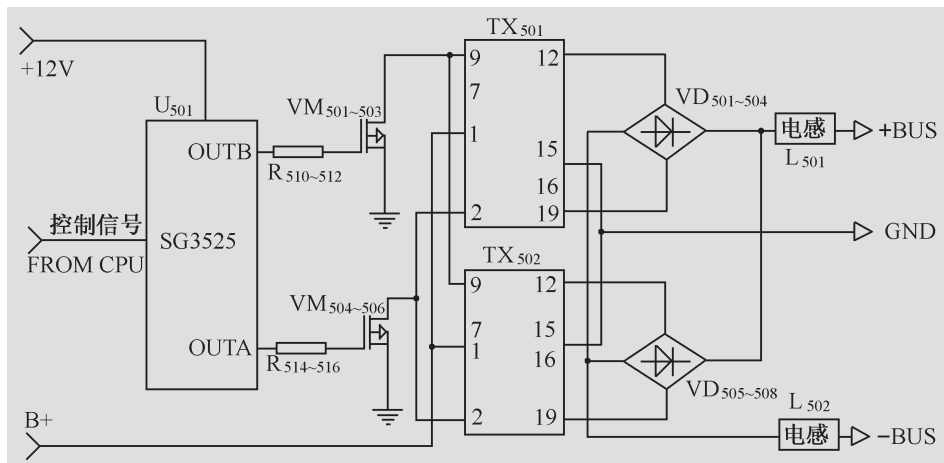 TX501
+12V
U501
VM501~503
9
12
VD501~504
7
电感
+BUS
OUTB
1
15
L501
R510~512
16
控制信号
2
19
SG3525
GND
FROM CPU
TX502
VM504~506
9
12
7
15
OUTA
1
16
R514~516
VD505~508
L502
B+
2
19
电感
-BUS